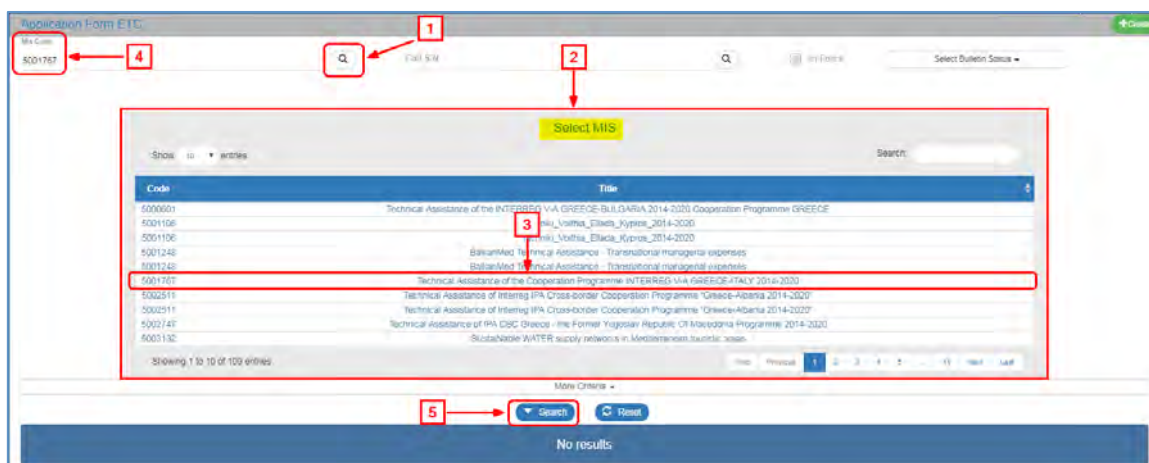 Application Form ETC
+Create
1
Mis Code
5001767
4
Call S/N
2
Select Bulletin Status
Select MIS
Show 10 entries
Search:
Code Title
5000601 Technical Assistance of the INTERREG V-A GREECE-BULGARIA 2014-2020 Cooperation Programme GREECE
5001106 Voithia_Ellada_Kypros_2014-2020
3
5001106 Voithia_Ellada_Kypros_2014-2020
5001248 BalkanMed Technical Assistance - Transnational managerial expenses
5001248 BalkanMed Technical Assistance - Transnational managerial expenses
5001767 Technical Assistance of the Cooperation Programme INTERREG V-A GREECE-ITALY 2014-2020
5002511 Technical Assistance of Interreg IPA Cross-border Cooperation Programme "Greece-Albania 2014-2020"
5002511 Technical Assistance of Interreg IPA Cross-border Cooperation Programme "Greece-Albania 2014-2020"
5002747 Technical Assistance of IPA CBC Greece - the Former Yugoslav Republic Of Macedonia Programme 2014-2020
5003132 SustaiNable WATER supply networks in Mediterranean touristic areas
Showing 1 to 10 of 109 entries
First Previous 1 2 3 4 5 ... 11 Next Last
More Criteria
5
Search Reset
No results